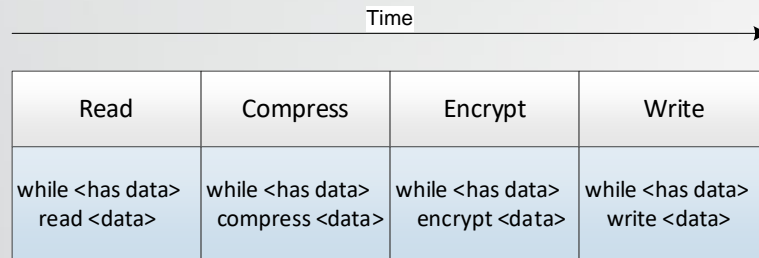 Time
Read
Compress
Encrypt
Write
while <has data>
read <data>
while <has data>
compress <data>
while <has data>
encrypt <data>
while <has data>
write <data>